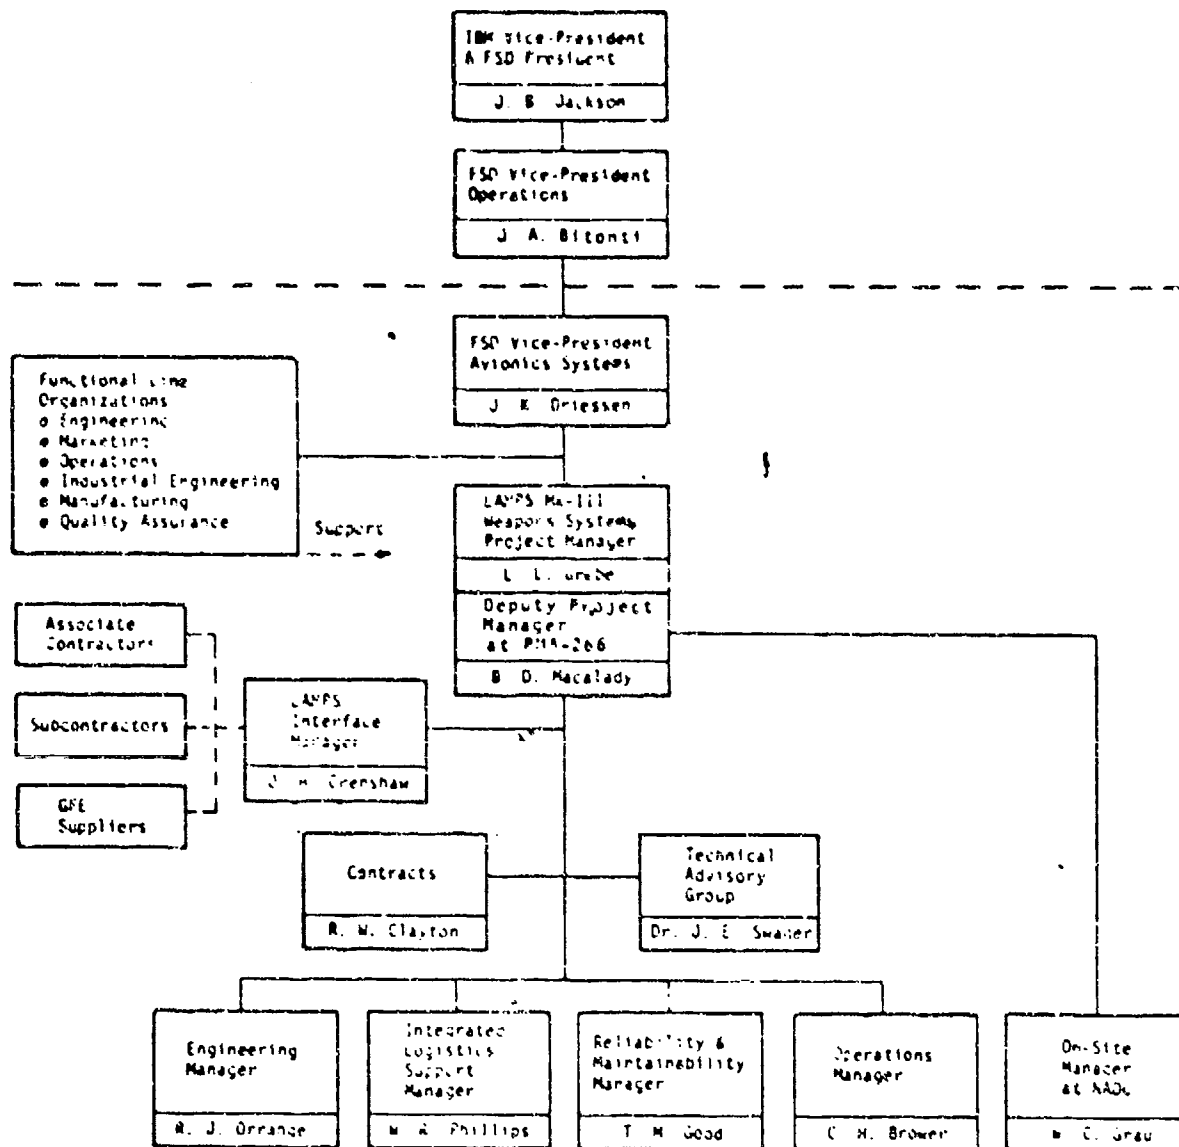 IBM Vice-President
& FSD President
J. B. Jackson
FSD Vice-President
Operations
J. A. Bitonti
FSD Vice-President
Avionics Systems
J. K. Driessen
Functional Line
Organizations
o Engineering
o Marketing
o Operations
o Industrial Engineering
o Manufacturing
o Quality Assurance
Support
LAMPS MK-III
Weapons Systems
Project Manager
Deputy Project
Manager
at PMA-266
B. D. Macalady
Associate
Contractors
Subcontractors
GFE
Suppliers
LAMPS
Interface
Manager
Crenshaw
Contracts
R. W. Clayton
Technical
Advisory
Group
Dr. J. E. Swager
Engineering
Manager
R. J. Orrange
Integrated
Logistics
Support
Manager
W. R. Phillips
Reliability &
Maintainability
Manager
T. M. Good
Operations
Manager
C. H. Brower
On-Site
Manager
at NADC
W. C. Grau